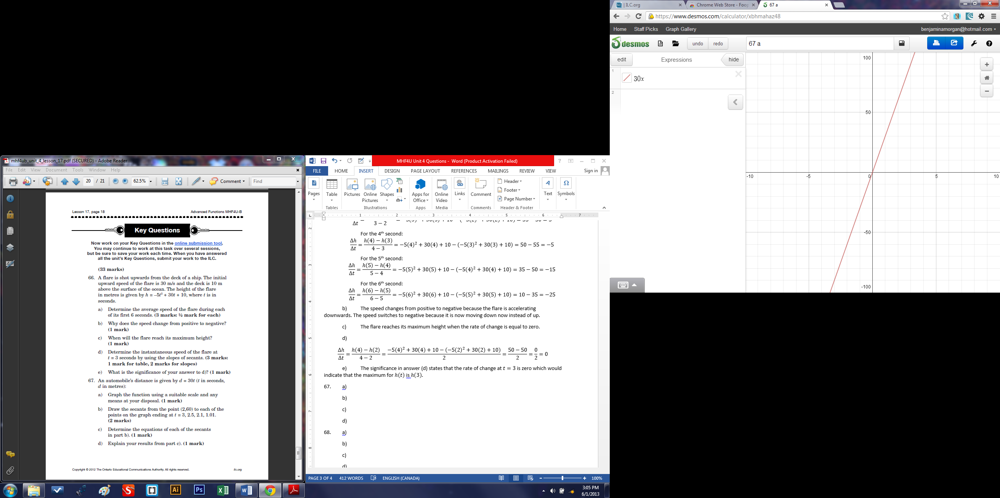 mhf4ub_unit_4_lesson_17.pdf (SECURED) - Adobe Reader
File Edit View Document Tools Window Help
20 / 21 62.5% Comment Find
Lesson 17, page 18 Advanced Functions MHF4U-B
Key Questions
Now work on your Key Questions in the online submission tool.
You may continue to work at this task over several sessions,
but be sure to save your work each time. When you have answered
all the unit's Key Questions, submit your work to the ILC.
(33 marks)
66. A flare is shot upwards from the deck of a ship. The initial
upward speed of the flare is 30 m/s and the deck is 10 m
above the surface of the ocean. The height of the flare
in metres is given by h = –5t² + 30t + 10, where t is in
seconds.
a) Determine the average speed of the flare during each
of its first 6 seconds. (3 marks: ½ mark for each)
b) Why does the speed change from positive to negative?
(1 mark)
c) When will the flare reach its maximum height?
(1 mark)
d) Determine the instantaneous speed of the flare at
t = 3 seconds by using the slopes of secants. (3 marks:
1 mark for table, 2 marks for slopes)
e) What is the significance of your answer to d)? (1 mark)
67. An automobile's distance is given by d = 30t (t in seconds,
d in metres):
a) Graph the function using a suitable scale and any
means at your disposal. (1 mark)
b) Draw the secants from the point (2,60) to each of the
points on the graph ending at t = 3, 2.5, 2.1, 1.01.
(2 marks)
c) Determine the equations of each of the secants
in part b). (1 mark)
d) Explain your results from part c). (1 mark)
Copyright © 2012 The Ontario Educational Communications Authority. All rights reserved. ilc.org
MHF4U Unit 4 Questions - Word (Product Activation Failed)
FILE HOME INSERT DESIGN PAGE LAYOUT REFERENCES MAILINGS REVIEW VIEW Sign in
Pages Table Pictures Online Pictures Shapes Apps for Office Online Video Links Comment Header Footer Page Number Text Symbols
Tables Illustrations Apps Media Comments Header & Footer
1 2 3 4 5 6 7
Δt 3 − 2
For the 4th second:
Δh/Δt = (h(4) − h(3))/(4 − 3) = −5(4)² + 30(4) + 10 − (−5(3)² + 30(3) + 10) = 50 − 55 = −5
For the 5th second:
Δh/Δt = (h(5) − h(4))/(5 − 4) = −5(5)² + 30(5) + 10 − (−5(4)² + 30(4) + 10) = 35 − 50 = −15
For the 6th second:
Δh/Δt = (h(6) − h(5))/(6 − 5) = −5(6)² + 30(6) + 10 − (−5(5)² + 30(5) + 10) = 10 − 35 = −25
b) The speed changes from positive to negative because the flare is accelerating
downwards. The speed switches to negative because it is now moving down now instead of up.
c) The flare reaches its maximum height when the rate of change is equal to zero.
d)
Δh/Δt = (h(4) − h(2))/(4 − 2) = (−5(4)² + 30(4) + 10 − (−5(2)² + 30(2) + 10))/2 = (50 − 50)/2 = 0/2 = 0
e) The significance in answer (d) states that the rate of change at t = 3 is zero which would
indicate that the maximum for h(t) is h(3).
67. a)
b)
c)
d)
68. a)
b)
c)
d)
PAGE 3 OF 4 412 WORDS ENGLISH (CANADA) 100%
| ILC.org
Chrome Web Store - Foop
67 a
https://www.desmos.com/calculator/xbhmahaz48
Home Staff Picks Graph Gallery benjaminamorgan@hotmail.com
desmos undo redo 67 a
edit Expressions hide
1 30x
2
100
50
-10 -5 0 5 10
-50
-100
Ai Ps
3:05 PM
6/1/2013